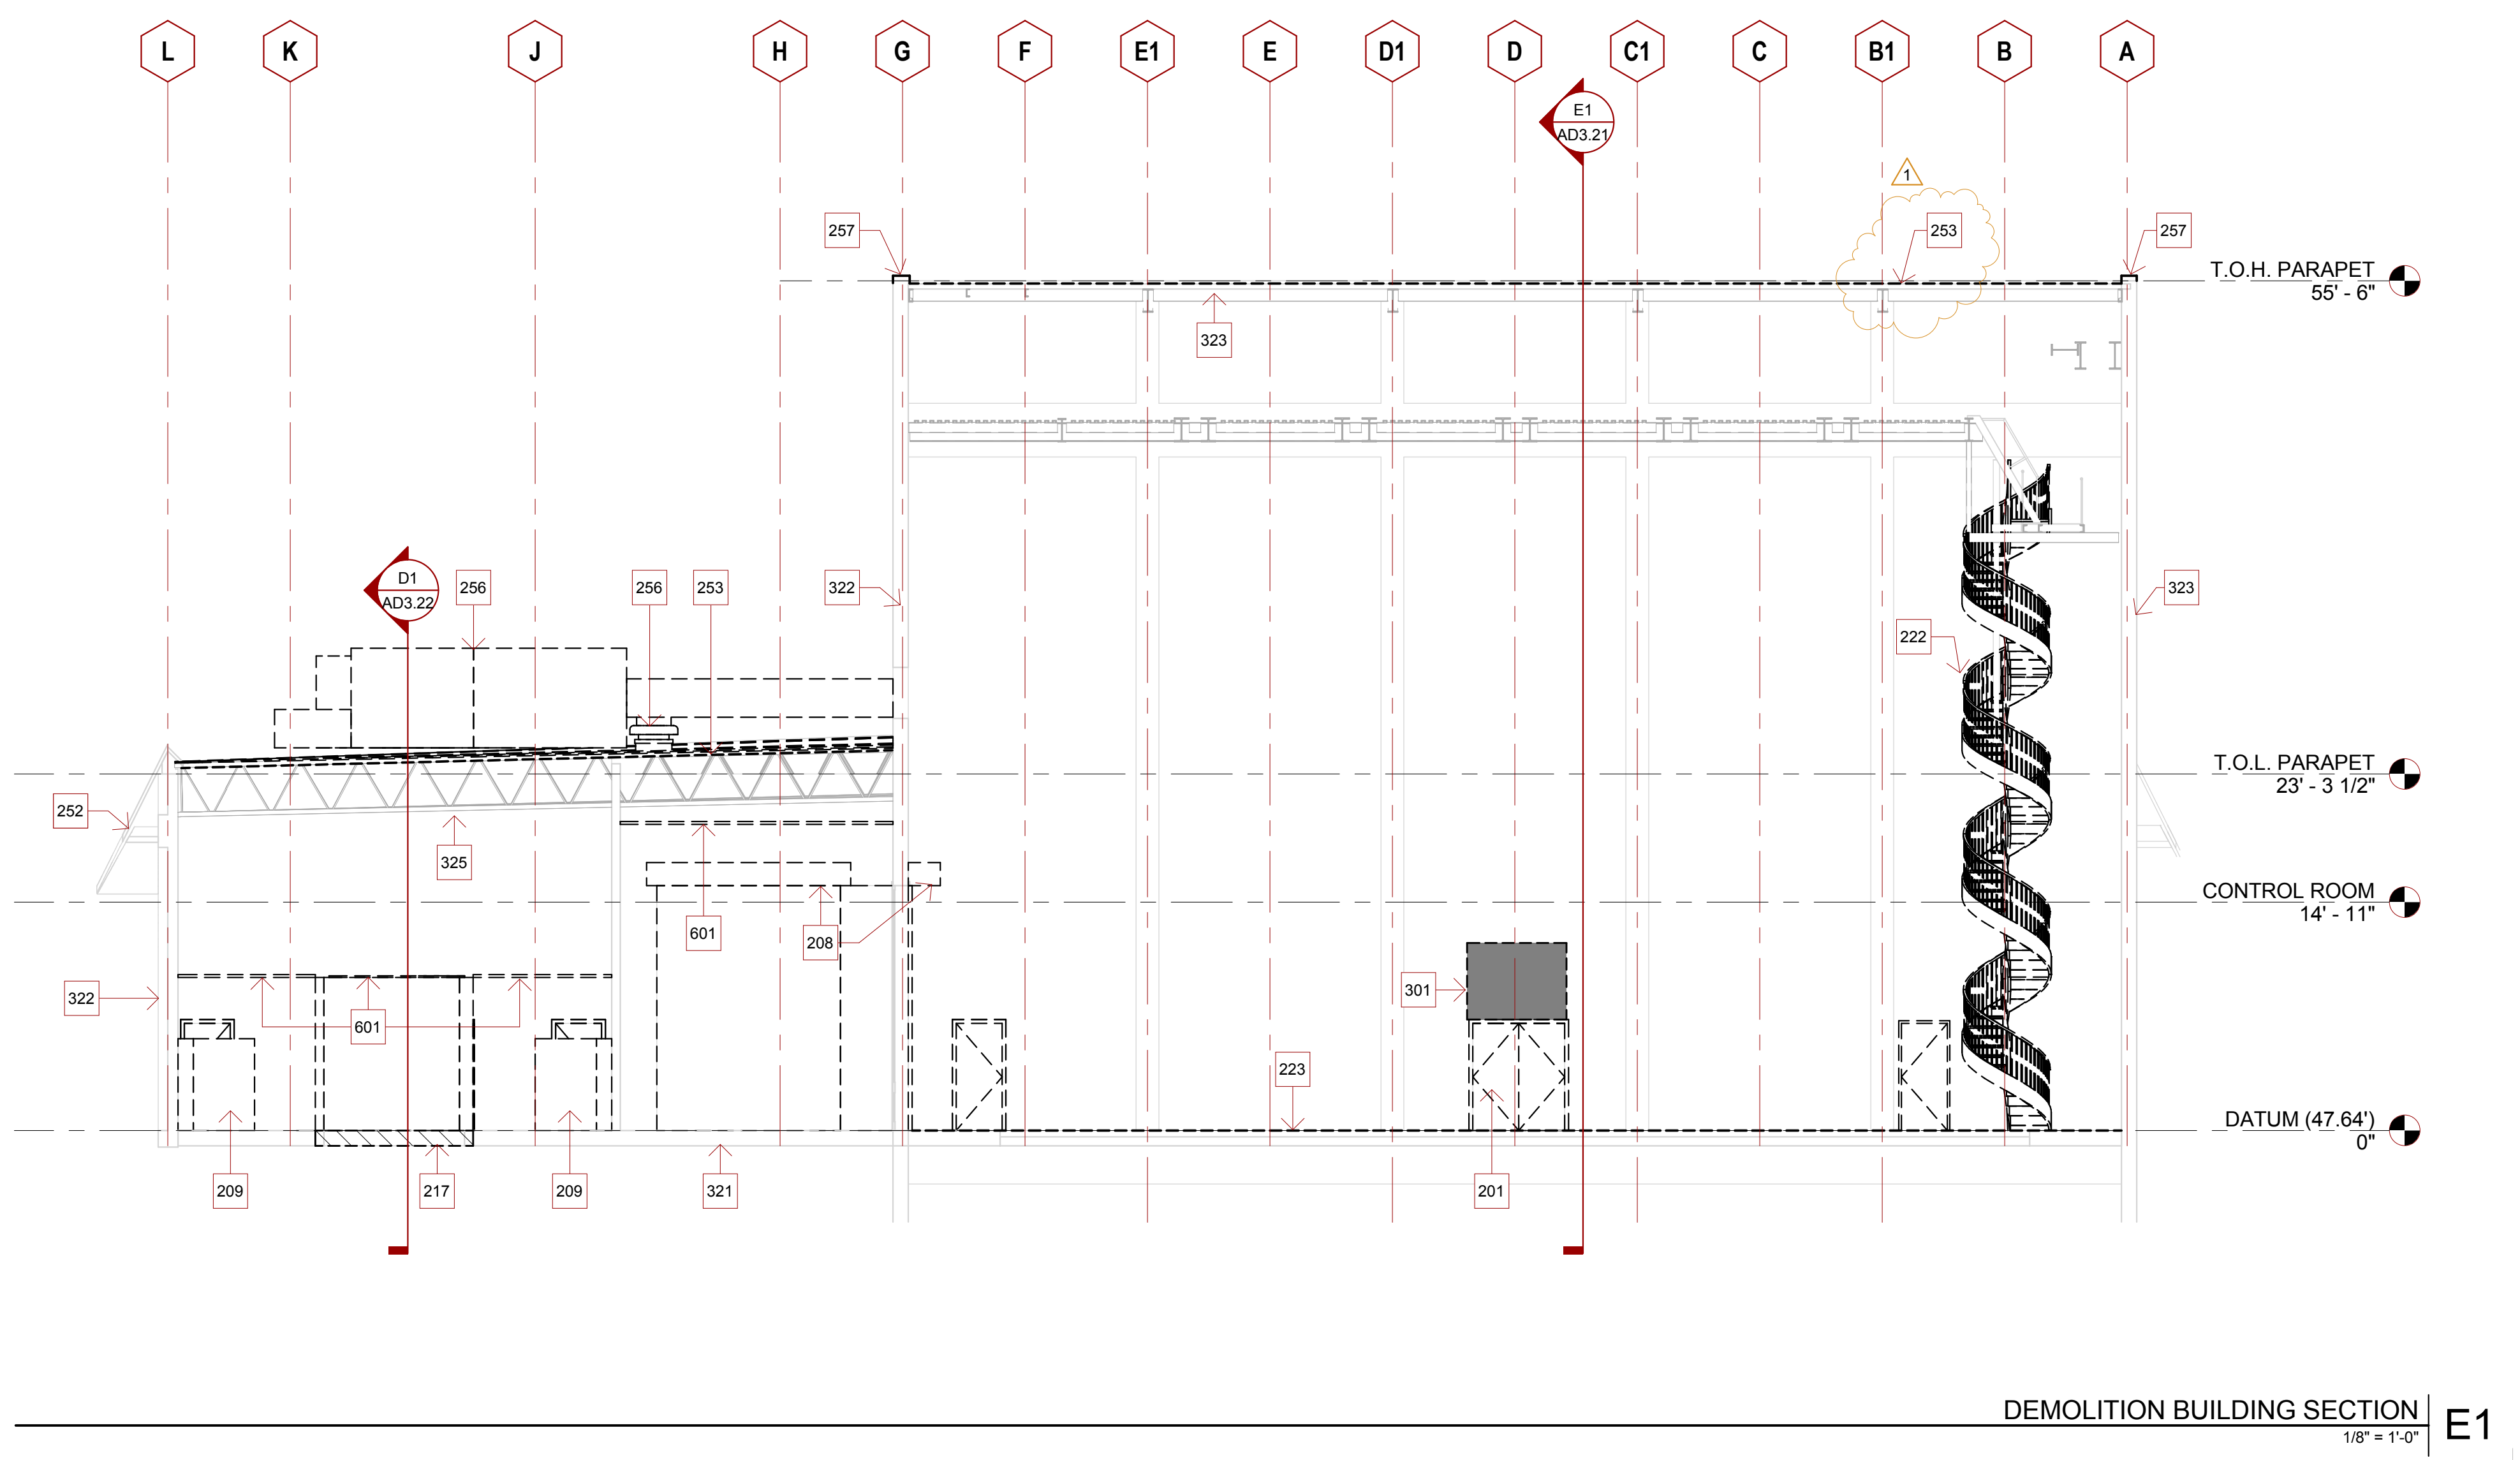 L K J H G F E1 E D1 D C1 C B1 B A
E1
AD3.21
1
257
253
257
T.O.H. PARAPET
55' - 6"
323
D1
AD3.22
256
256
253
322
323
222
T.O.L. PARAPET
23' - 3 1/2"
252
325
CONTROL ROOM
14' - 11"
601
208
301
322
601
223
DATUM (47.64')
0"
209
217
209
321
201
DEMOLITION BUILDING SECTION
1/8" = 1'-0"
E1